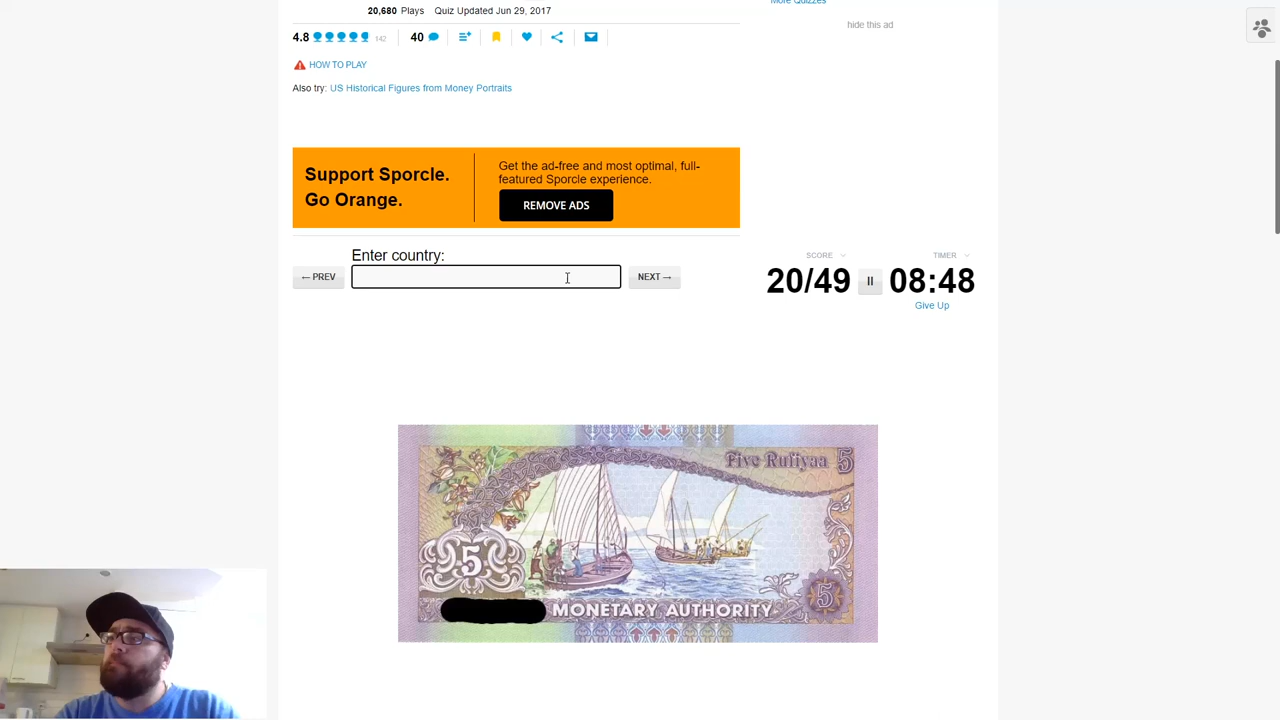 More Quizzes
20,680 Plays Quiz Updated Jun 29, 2017
hide this ad
4.8 142 40
HOW TO PLAY
Also try: US Historical Figures from Money Portraits
Support Sporcle.
Go Orange.
Get the ad-free and most optimal, full-
featured Sporcle experience.
REMOVE ADS
Enter country:
← PREV
NEXT →
SCORE
20/49
TIMER
08:48
Give Up
Five Rufiyaa 5
5
5
MONETARY AUTHORITY